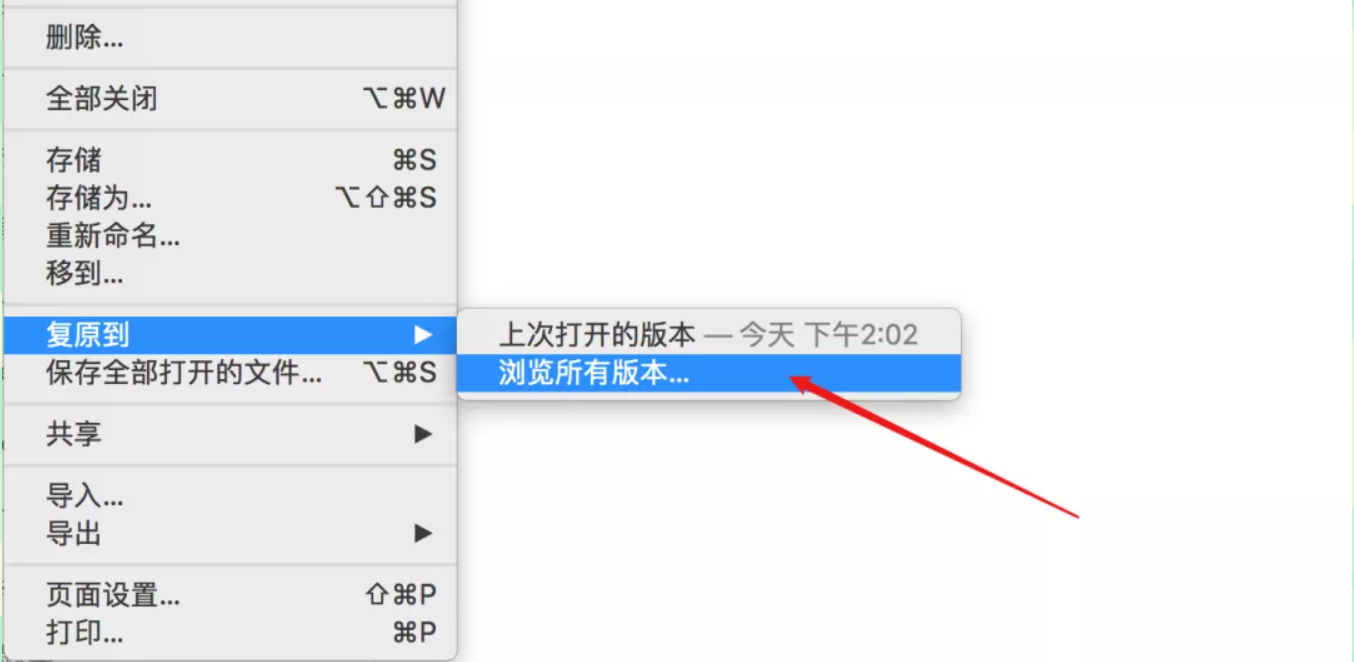 删除...
全部关闭 ⌥⌘W
存储 ⌘S
存储为... ⌥⇧⌘S
重新命名...
移到...
复原到 ▶
上次打开的版本 — 今天 下午2:02
浏览所有版本...
保存全部打开的文件... ⌥⌘S
共享 ▶
导入...
导出 ▶
页面设置... ⇧⌘P
打印... ⌘P